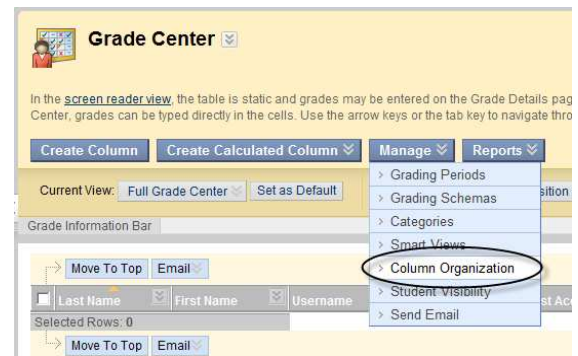 Grade Center
In the screen reader view, the table is static and grades may be entered on the Grade Details pag
Center, grades can be typed directly in the cells. Use the arrow keys or the tab key to navigate thro
Create Column Create Calculated Column Manage Reports
Grading Periods
Current View: Full Grade Center Set as Default Grading Schemas sition
Grade Information Bar Categories
Smart Views
Move To Top Email Column Organization
Last Name First Name Username Student Visibility st Acc
Selected Rows: 0 Send Email
Move To Top Email